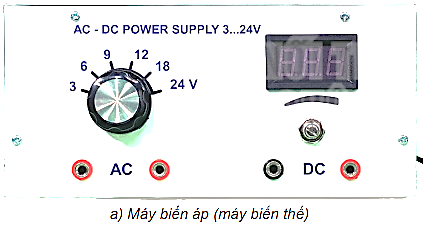 AC - DC POWER SUPPLY 3...24V
3 6 9 12 18 24 V
888
AC
DC
a) Máy biến áp (máy biến thế)